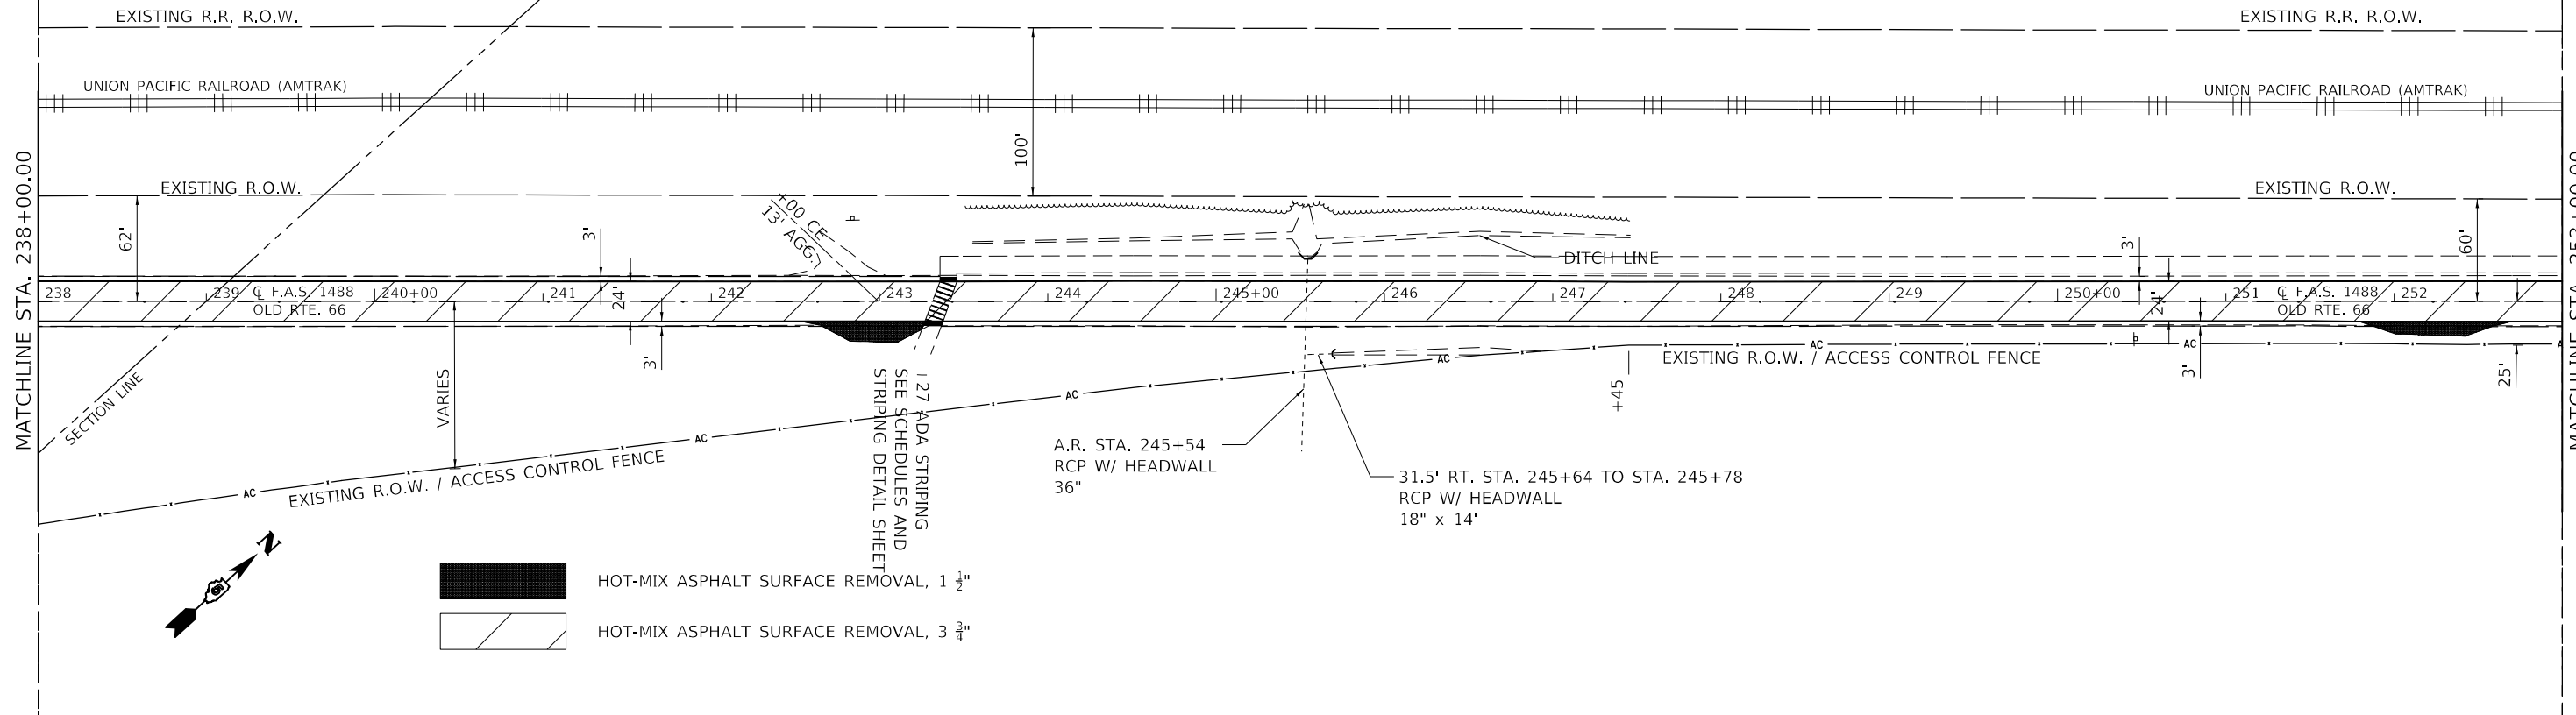 EXISTING R.R. R.O.W.
EXISTING R.R. R.O.W.
UNION PACIFIC RAILROAD (AMTRAK)
UNION PACIFIC RAILROAD (AMTRAK)
MATCHLINE STA. 238+00.00
100'
EXISTING R.O.W.
EXISTING R.O.W.
62'
3'
+00 CE
13' AGG.
DITCH LINE
3'
60'
238
239
℄ F.A.S. 1488
OLD RTE. 66
240+00
241
24'
242
243
244
245+00
246
247
248
249
250+00
24'
251
℄ F.A.S. 1488
OLD RTE. 66
252
3'
3'
25'
SECTION LINE
VARIES
AC
AC
AC
AC
AC
AC
EXISTING R.O.W. / ACCESS CONTROL FENCE
EXISTING R.O.W. / ACCESS CONTROL FENCE
+45
+27 ADA STRIPING
SEE SCHEDULES AND
STRIPING DETAIL SHEET
A.R. STA. 245+54
RCP W/ HEADWALL
36"
31.5' RT. STA. 245+64 TO STA. 245+78
RCP W/ HEADWALL
18" x 14'
N
HOT-MIX ASPHALT SURFACE REMOVAL, 1 1/2"
HOT-MIX ASPHALT SURFACE REMOVAL, 3 3/4"